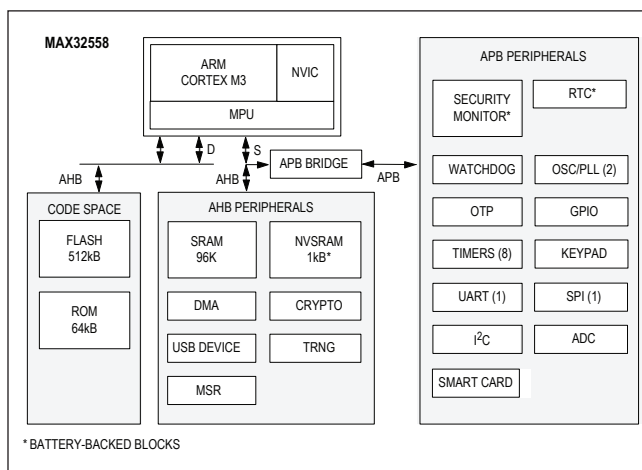 MAX32558
ARM
CORTEX M3
NVIC
MPU
D
S
AHB
AHB
APB BRIDGE
APB
CODE SPACE
FLASH
512kB
ROM
64kB
AHB PERIPHERALS
SRAM
96K
NVSRAM
1kB*
DMA
CRYPTO
USB DEVICE
TRNG
MSR
APB PERIPHERALS
SECURITY
MONITOR*
RTC*
WATCHDOG
OSC/PLL (2)
OTP
GPIO
TIMERS (8)
KEYPAD
UART (1)
SPI (1)
I²C
ADC
SMART CARD
* BATTERY-BACKED BLOCKS